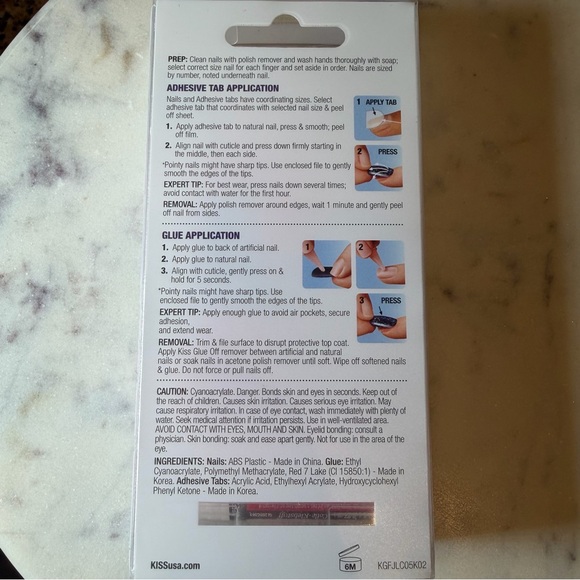 PREP: Clean nails with polish remover and wash hands thoroughly with soap;
select correct size nail for each finger and set aside in order. Nails are sized
by number, noted underneath nail.
ADHESIVE TAB APPLICATION
Nails and Adhesive tabs have coordinating sizes. Select
adhesive tab that coordinates with selected nail size & peel
off sheet.
1. Apply adhesive tab to natural nail, press & smooth; peel
off film.
2. Align nail with cuticle and press down firmly starting in
the middle, then each side.
*Pointy nails might have sharp tips. Use enclosed file to gently
smooth the edges of the tips.
EXPERT TIP: For best wear, press nails down several times;
avoid contact with water for the first hour.
REMOVAL: Apply polish remover around edges, wait 1 minute and gently peel
off nail from sides.
1 APPLY TAB
2 PRESS
GLUE APPLICATION
1. Apply glue to back of artificial nail.
2. Apply glue to natural nail.
3. Align with cuticle, gently press on &
hold for 5 seconds.
*Pointy nails might have sharp tips. Use
enclosed file to gently smooth the edges of the tips.
EXPERT TIP: Apply enough glue to avoid air pockets, secure
adhesion,
and extend wear.
REMOVAL: Trim & file surface to disrupt protective top coat.
Apply Kiss Glue Off remover between artificial and natural
nails or soak nails in acetone polish remover until soft. Wipe off softened nails
& glue. Do not force or pull nails off.
1
2
3 PRESS
CAUTION: Cyanoacrylate. Danger. Bonds skin and eyes in seconds. Keep out of
the reach of children. Causes skin irritation. Causes serious eye irritation. May
cause respiratory irritation. In case of eye contact, wash immediately with plenty of
water. Seek medical attention if irritation persists. Use in well-ventilated area.
AVOID CONTACT WITH EYES, MOUTH AND SKIN. Eyelid bonding: consult a
physician. Skin bonding: soak and ease apart gently. Not for use in the area of the
eye.
INGREDIENTS: Nails: ABS Plastic - Made in China. Glue: Ethyl
Cyanoacrylate, Polymethyl Methacrylate, Red 7 Lake (CI 15850:1) - Made in
Korea. Adhesive Tabs: Acrylic Acid, Ethylhexyl Acrylate, Hydroxycyclohexyl
Phenyl Ketone - Made in Korea.
KISSusa.com
6M
KGFJLC05K02